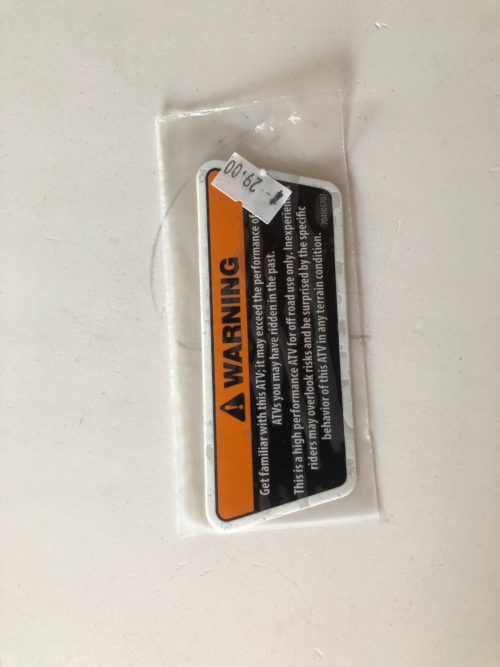 29.00
WARNING
Get familiar with this ATV; it may exceed the performance of
ATVs you may have ridden in the past.
This is a high performance ATV for off road use only.
riders may overlook risks and be surprised by the specific
behavior of this ATV in any terrain condition.